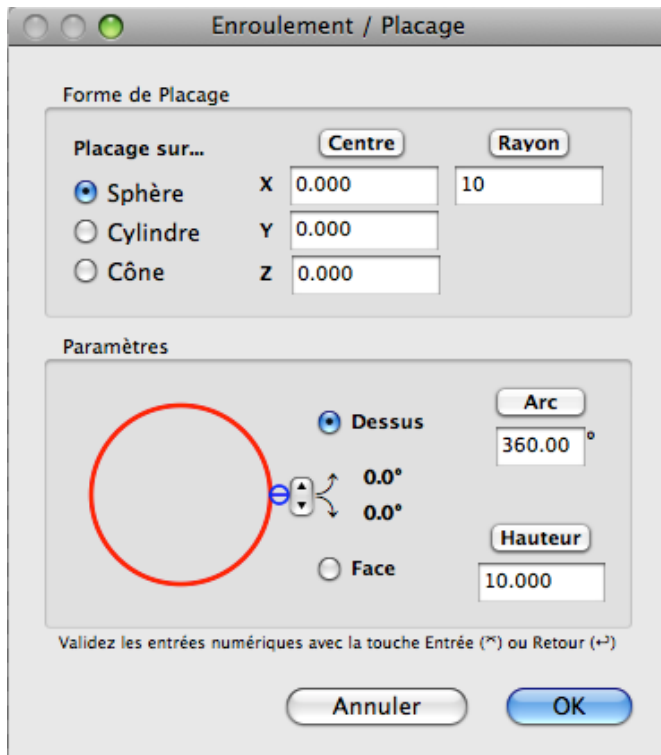 Enroulement / Placage
Forme de Placage
Placage sur...
Centre
Rayon
Sphère
X
0.000
10
Cylindre
Y
0.000
Cône
Z
0.000
Paramètres
Dessus
Arc
360.00 °
0.0°
0.0°
Hauteur
Face
10.000
Validez les entrées numériques avec la touche Entrée (⌤) ou Retour (↩)
Annuler
OK